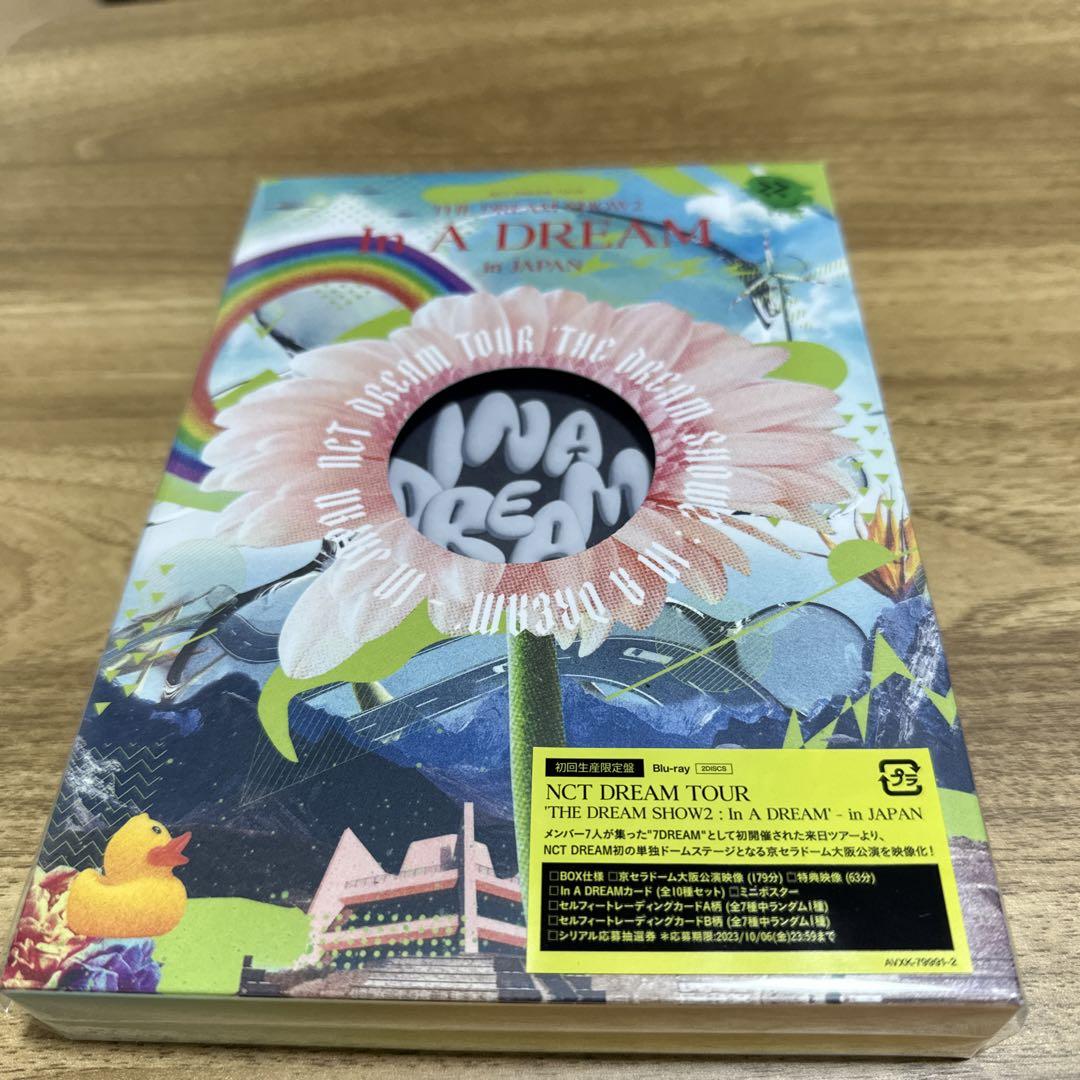 THE DREAM SHOW2
In A DREAM
in JAPAN
NCT DREAM TOUR 'THE DREAM SHOW2 : IN A DREAM' - IN JAPAN
IN A
DREAM
初回生産限定盤 Blu-ray 2DISCS
プラ
NCT DREAM TOUR
'THE DREAM SHOW2 : In A DREAM' - in JAPAN
メンバー7人が集った"7DREAM"として初開催された来日ツアーより、
NCT DREAM初の単独ドームステージとなる京セラドーム大阪公演を映像化！
□BOX仕様 □京セラドーム大阪公演映像 (179分) □特典映像 (63分)
□In A DREAMカード (全10種セット) □ミニポスター
□セルフィートレーディングカードA柄 (全7種中ランダム1種)
□セルフィートレーディングカードB柄 (全7種中ランダム1種)
□シリアル応募抽選券 ※応募期限:2023/10/06(金)23:59まで
AVXK-79991~2